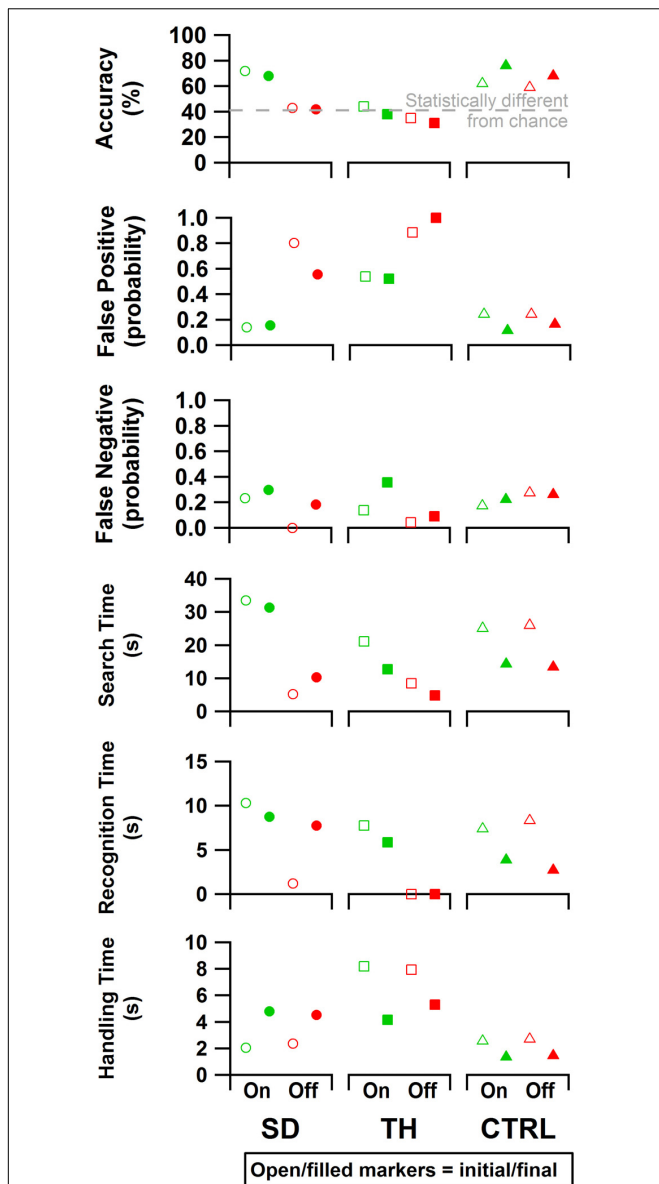 Accuracy
(%)
100
80
60
40
20
0
Statistically different
from chance
False Positive
(probability)
1.0
0.8
0.6
0.4
0.2
0.0
False Negative
(probability)
1.0
0.8
0.6
0.4
0.2
0.0
Search Time
(s)
40
30
20
10
0
Recognition Time
(s)
15
10
5
0
Handling Time
(s)
10
8
6
4
2
0
On Off On Off On Off
SD TH CTRL
Open/filled markers = initial/final